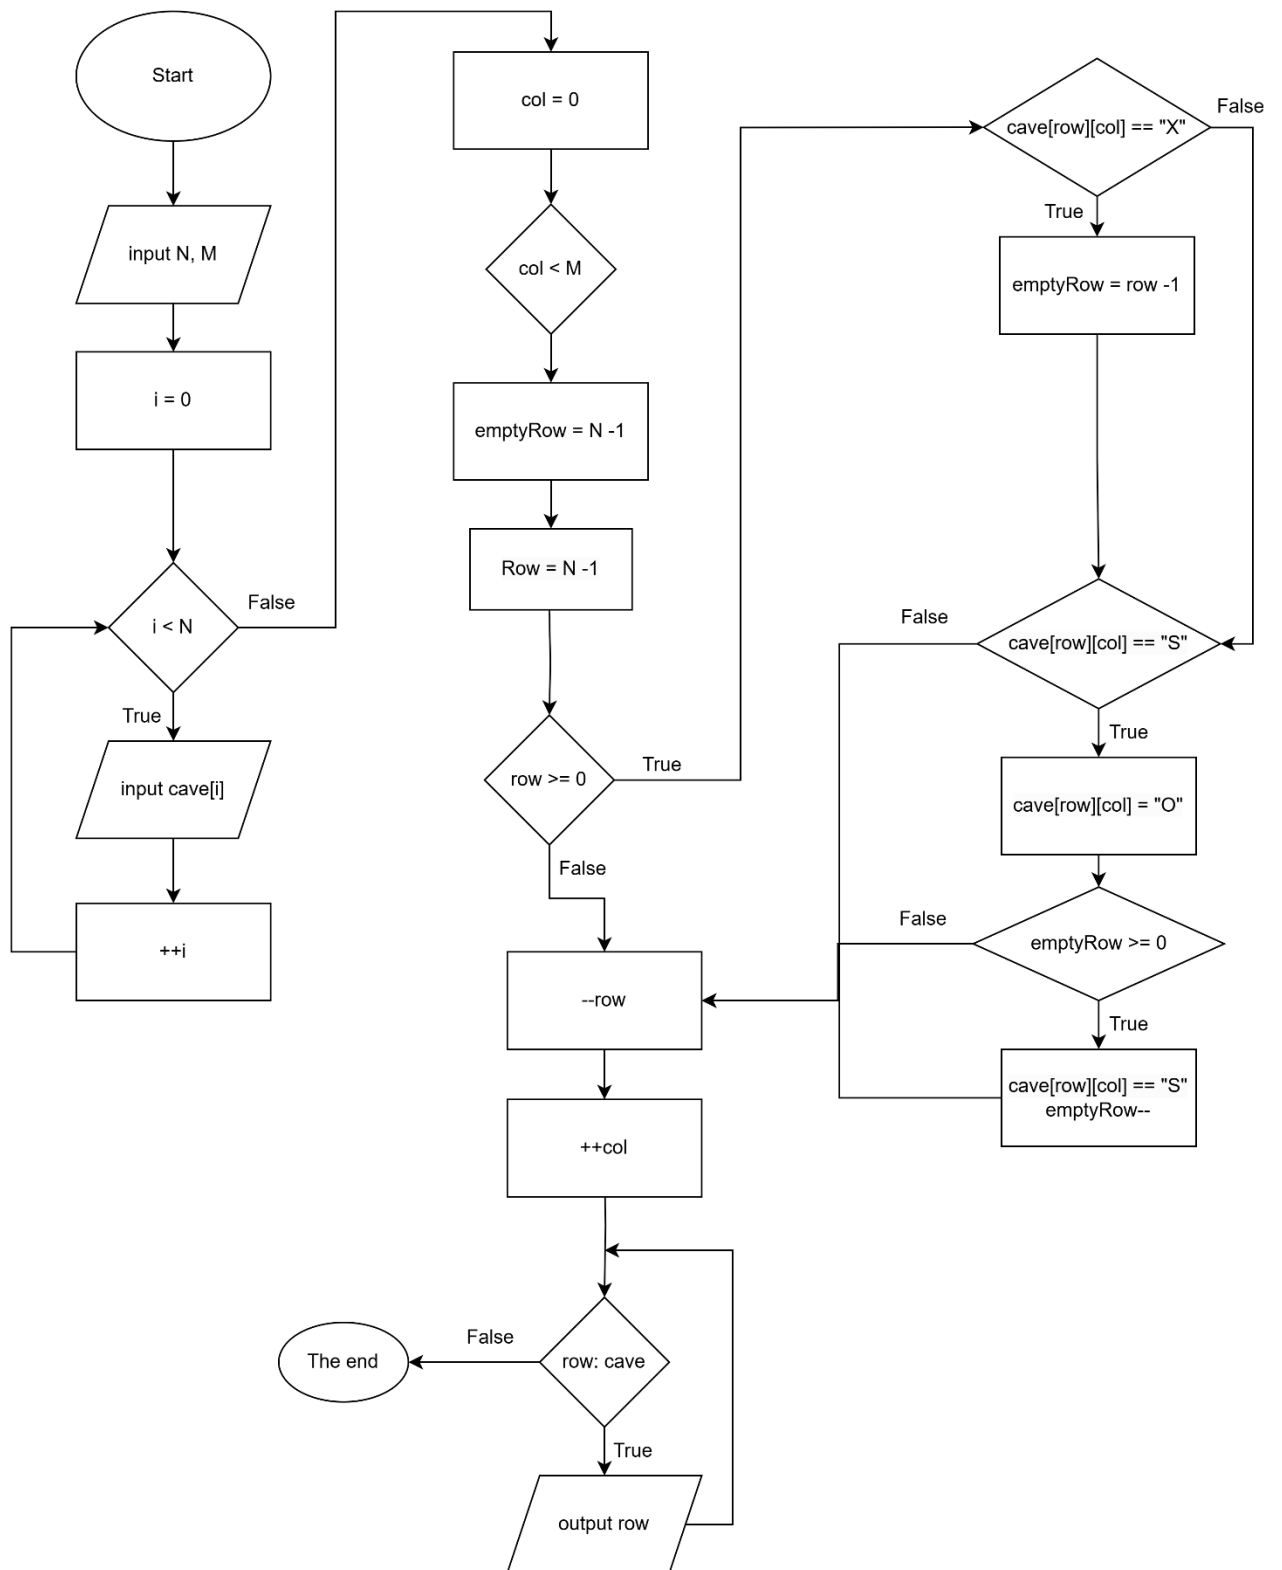 Start
input N, M
i = 0
i < N
False
True
input cave[i]
++i
col = 0
col < M
emptyRow = N -1
Row = N -1
row >= 0
True
False
--row
++col
row: cave
False
The end
True
output row
cave[row][col] == "X"
False
True
emptyRow = row -1
cave[row][col] == "S"
False
True
cave[row][col] = "O"
emptyRow >= 0
False
True
cave[row][col] == "S"
emptyRow--